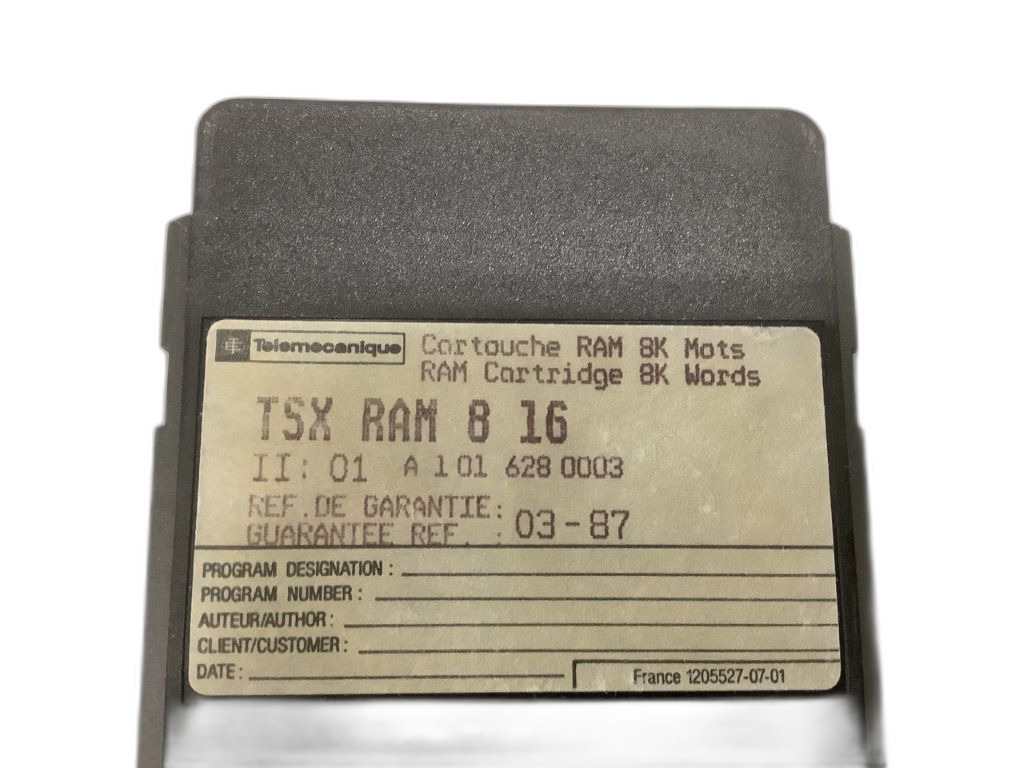 Telemecanique
Cartouche RAM 8K Mots
RAM Cartridge 8K Words
TSX RAM 8 16
II: 01 A 1 01 628 0003
REF.DE GARANTIE:
GUARANTEE REF. : 03-87
PROGRAM DESIGNATION :
PROGRAM NUMBER :
AUTEUR/AUTHOR :
CLIENT/CUSTOMER :
DATE :
France 1205527-07-01